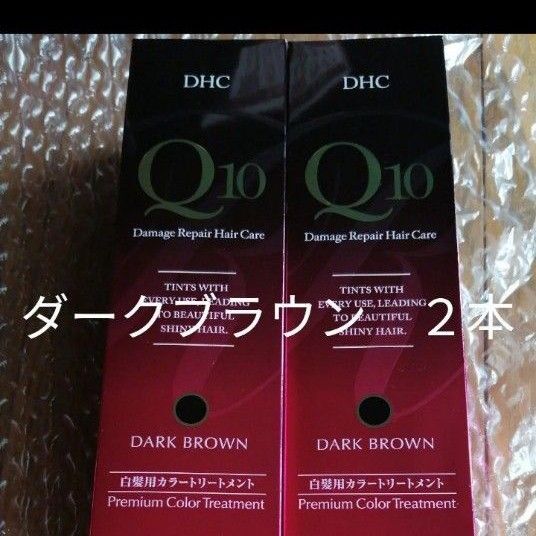 DHC
Q10
Damage Repair Hair Care
TINTS WITH
EVERY USE, LEADING
TO BEAUTIFUL
SHINY HAIR.
DARK BROWN
白髪用カラートリートメント
Premium Color Treatment
DHC
Q10
Damage Repair Hair Care
TINTS WITH
EVERY USE, LEADING
TO BEAUTIFUL
SHINY HAIR.
DARK BROWN
白髪用カラートリートメント
Premium Color Treatment
ダークブラウン 2本